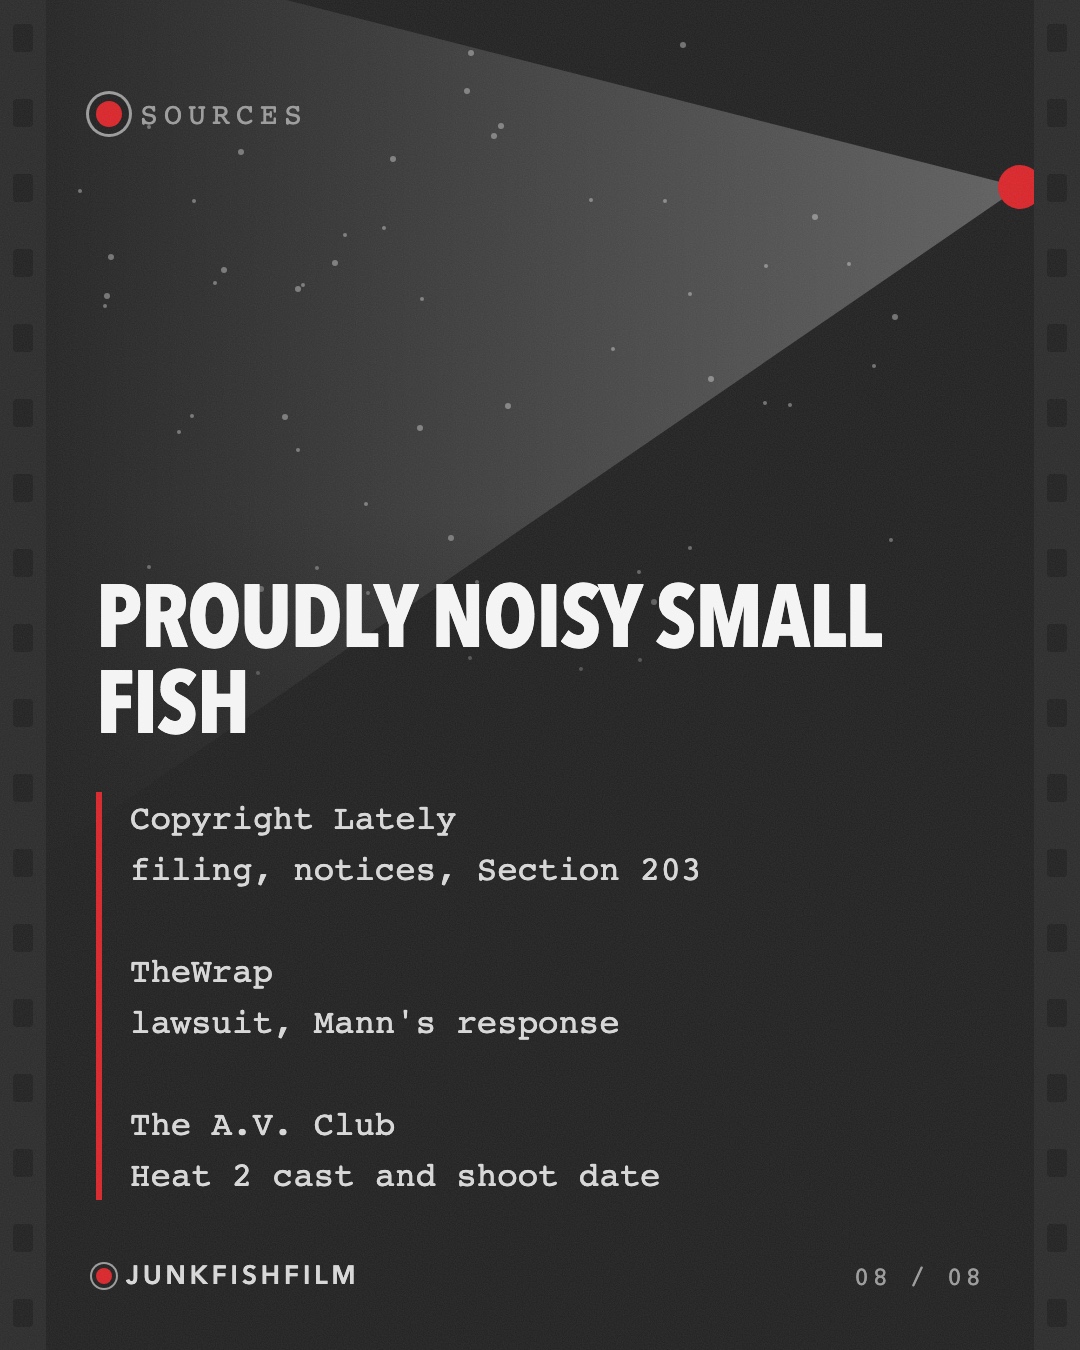 SOURCES
PROUDLY NOISY SMALL
FISH
Copyright Lately
filing, notices, Section 203
TheWrap
lawsuit, Mann's response
The A.V. Club
Heat 2 cast and shoot date
JUNKFISHFILM
08 / 08